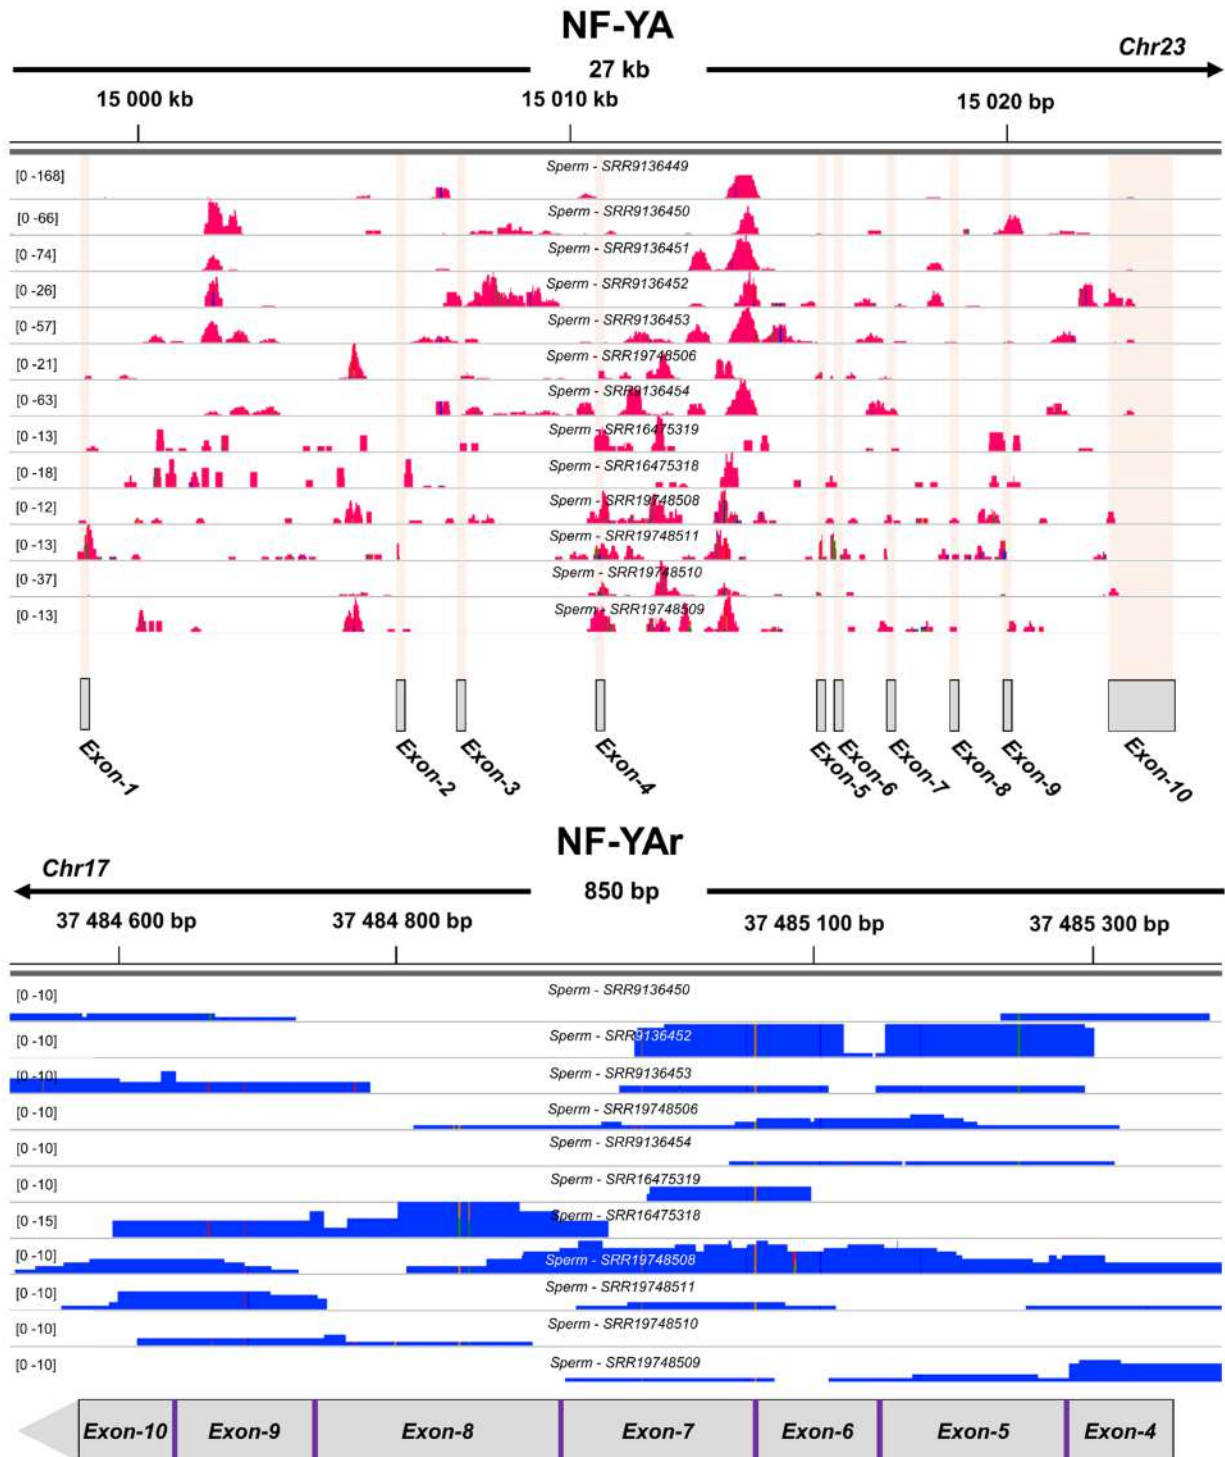 NF-YA
Chr23
27 kb
15 000 kb 15 010 kb 15 020 bp
[0 -168] Sperm - SRR9136449
[0 -66] Sperm - SRR9136450
[0 -74] Sperm - SRR9136451
[0 -26] Sperm - SRR9136452
[0 -57] Sperm - SRR9136453
[0 -21] Sperm - SRR19748506
[0 -63] Sperm - SRR9136454
[0 -13] Sperm - SRR16475319
[0 -18] Sperm - SRR16475318
[0 -12] Sperm - SRR19748508
[0 -13] Sperm - SRR19748511
[0 -37] Sperm - SRR19748510
[0 -13] Sperm - SRR19748509
Exon-1 Exon-2 Exon-3 Exon-4 Exon-5 Exon-6 Exon-7 Exon-8 Exon-9 Exon-10
NF-YAr
Chr17
850 bp
37 484 600 bp 37 484 800 bp 37 485 100 bp 37 485 300 bp
[0 -10] Sperm - SRR9136450
[0 -10] Sperm - SRR9136452
[0 -10] Sperm - SRR9136453
[0 -10] Sperm - SRR19748506
[0 -10] Sperm - SRR9136454
[0 -10] Sperm - SRR16475319
[0 -15] Sperm - SRR16475318
[0 -10] Sperm - SRR19748508
[0 -10] Sperm - SRR19748511
[0 -10] Sperm - SRR19748510
[0 -10] Sperm - SRR19748509
Exon-10 Exon-9 Exon-8 Exon-7 Exon-6 Exon-5 Exon-4